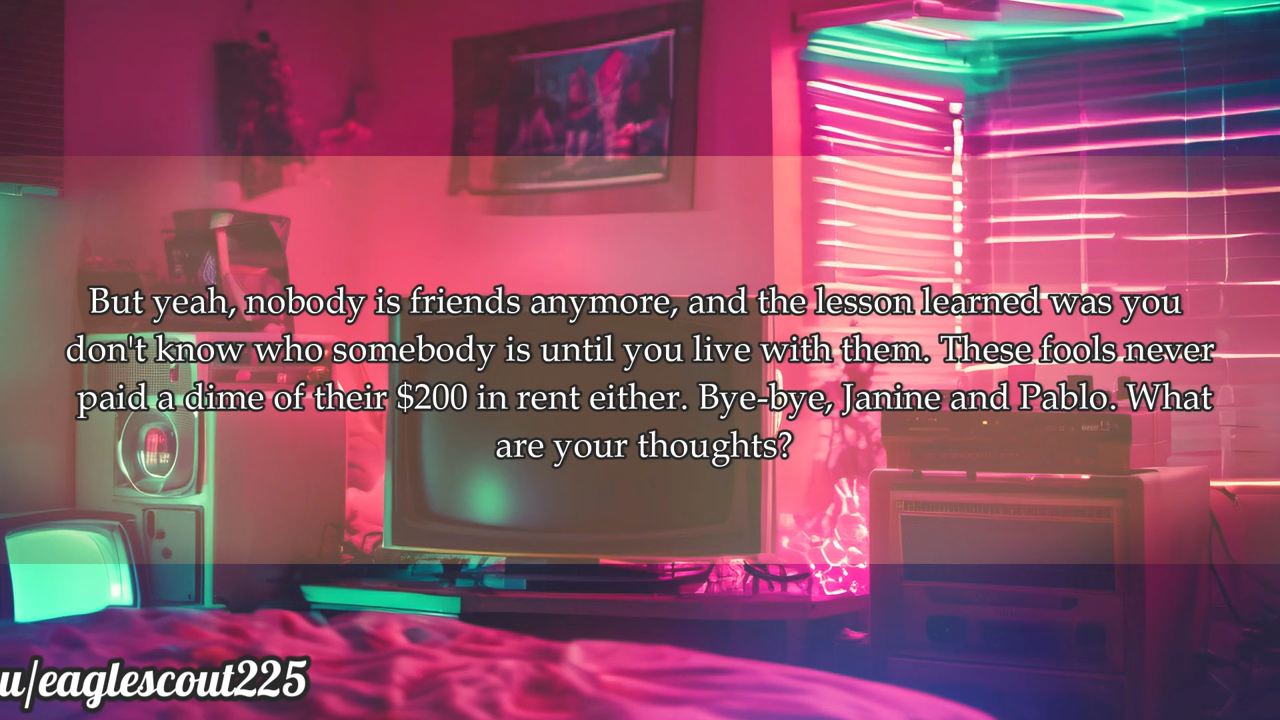 But yeah, nobody is friends anymore, and the lesson learned was you
don't know who somebody is until you live with them. These fools never
paid a dime of their $200 in rent either. Bye-bye, Janine and Pablo. What
are your thoughts?
u/eaglescout225